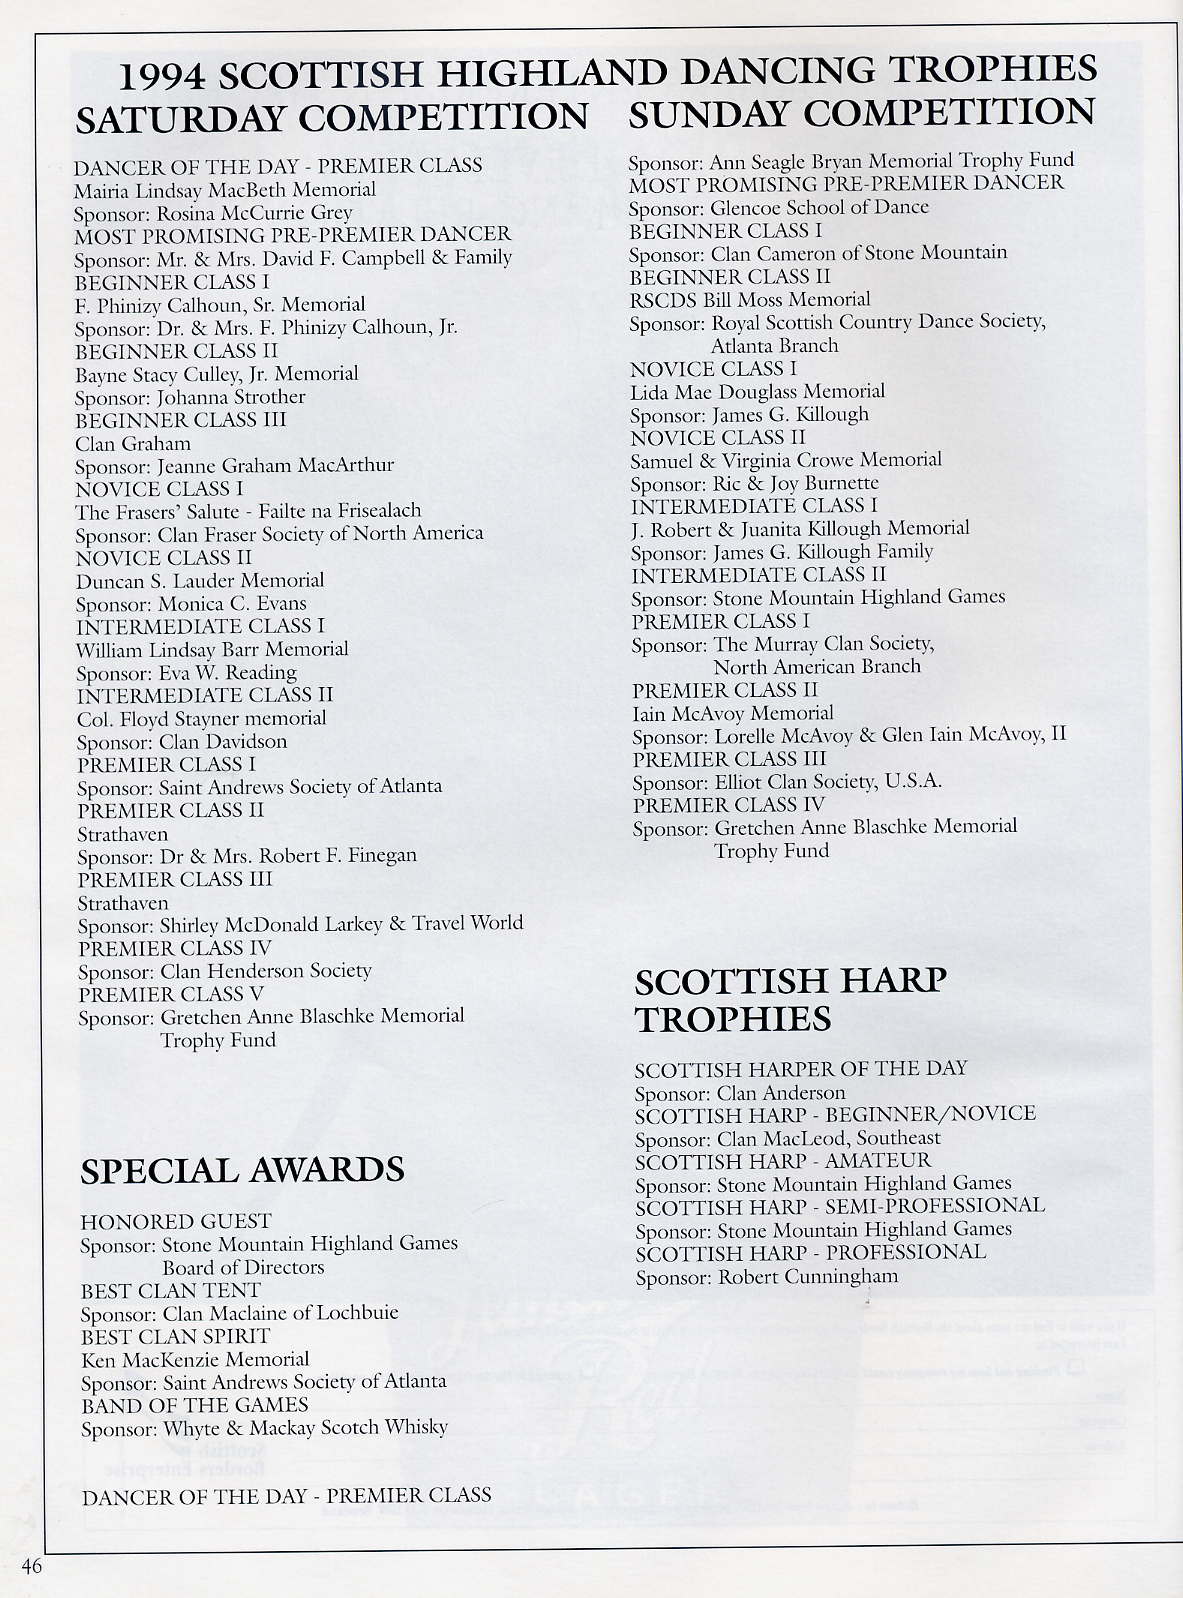 1994 SCOTTISH HIGHLAND DANCING TROPHIES
SATURDAY COMPETITION
DANCER OF THE DAY - PREMIER CLASS
Mairia Lindsay MacBeth Memorial
Sponsor: Rosina McCurrie Grey
MOST PROMISING PRE-PREMIER DANCER
Sponsor: Mr. & Mrs. David F. Campbell & Family
BEGINNER CLASS I
F. Phinizy Calhoun, Sr. Memorial
Sponsor: Dr. & Mrs. F. Phinizy Calhoun, Jr.
BEGINNER CLASS II
Bayne Stacy Culley, Jr. Memorial
Sponsor: Johanna Strother
BEGINNER CLASS III
Clan Graham
Sponsor: Jeanne Graham MacArthur
NOVICE CLASS I
The Frasers' Salute - Failte na Frisealach
Sponsor: Clan Fraser Society of North America
NOVICE CLASS II
Duncan S. Lauder Memorial
Sponsor: Monica C. Evans
INTERMEDIATE CLASS I
William Lindsay Barr Memorial
Sponsor: Eva W. Reading
INTERMEDIATE CLASS II
Col. Floyd Stayner memorial
Sponsor: Clan Davidson
PREMIER CLASS I
Sponsor: Saint Andrews Society of Atlanta
PREMIER CLASS II
Strathaven
Sponsor: Dr & Mrs. Robert F. Finegan
PREMIER CLASS III
Strathaven
Sponsor: Shirley McDonald Larkey & Travel World
PREMIER CLASS IV
Sponsor: Clan Henderson Society
PREMIER CLASS V
Sponsor: Gretchen Anne Blaschke Memorial
Trophy Fund
SPECIAL AWARDS
HONORED GUEST
Sponsor: Stone Mountain Highland Games
Board of Directors
BEST CLAN TENT
Sponsor: Clan Maclaine of Lochbuie
BEST CLAN SPIRIT
Ken MacKenzie Memorial
Sponsor: Saint Andrews Society of Atlanta
BAND OF THE GAMES
Sponsor: Whyte & Mackay Scotch Whisky
DANCER OF THE DAY - PREMIER CLASS
SUNDAY COMPETITION
Sponsor: Ann Seagle Bryan Memorial Trophy Fund
MOST PROMISING PRE-PREMIER DANCER
Sponsor: Glencoe School of Dance
BEGINNER CLASS I
Sponsor: Clan Cameron of Stone Mountain
BEGINNER CLASS II
RSCDS Bill Moss Memorial
Sponsor: Royal Scottish Country Dance Society,
Atlanta Branch
NOVICE CLASS I
Lida Mae Douglass Memorial
Sponsor: James G. Killough
NOVICE CLASS II
Samuel & Virginia Crowe Memorial
Sponsor: Ric & Joy Burnette
INTERMEDIATE CLASS I
J. Robert & Juanita Killough Memorial
Sponsor: James G. Killough Family
INTERMEDIATE CLASS II
Sponsor: Stone Mountain Highland Games
PREMIER CLASS I
Sponsor: The Murray Clan Society,
North American Branch
PREMIER CLASS II
Iain McAvoy Memorial
Sponsor: Lorelle McAvoy & Glen Iain McAvoy, II
PREMIER CLASS III
Sponsor: Elliot Clan Society, U.S.A.
PREMIER CLASS IV
Sponsor: Gretchen Anne Blaschke Memorial
Trophy Fund
SCOTTISH HARP
TROPHIES
SCOTTISH HARPER OF THE DAY
Sponsor: Clan Anderson
SCOTTISH HARP - BEGINNER/NOVICE
Sponsor: Clan MacLeod, Southeast
SCOTTISH HARP - AMATEUR
Sponsor: Stone Mountain Highland Games
SCOTTISH HARP - SEMI-PROFESSIONAL
Sponsor: Stone Mountain Highland Games
SCOTTISH HARP - PROFESSIONAL
Sponsor: Robert Cunningham
46